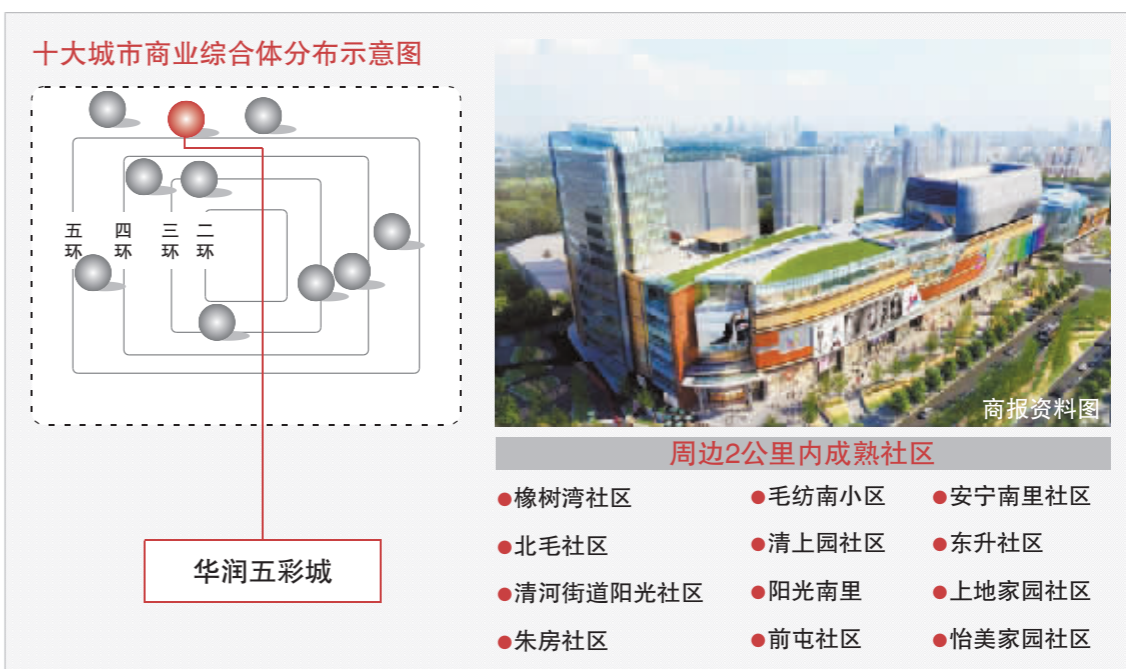 十大城市商业综合体分布示意图
五环
四环
三环
二环
华润五彩城
商报资料图
周边2公里内成熟社区
●橡树湾社区 ●毛纺南小区 ●安宁南里社区
●北毛社区 ●清上园社区 ●东升社区
●清河街道阳光社区 ●阳光南里 ●上地家园社区
●朱房社区 ●前屯社区 ●怡美家园社区